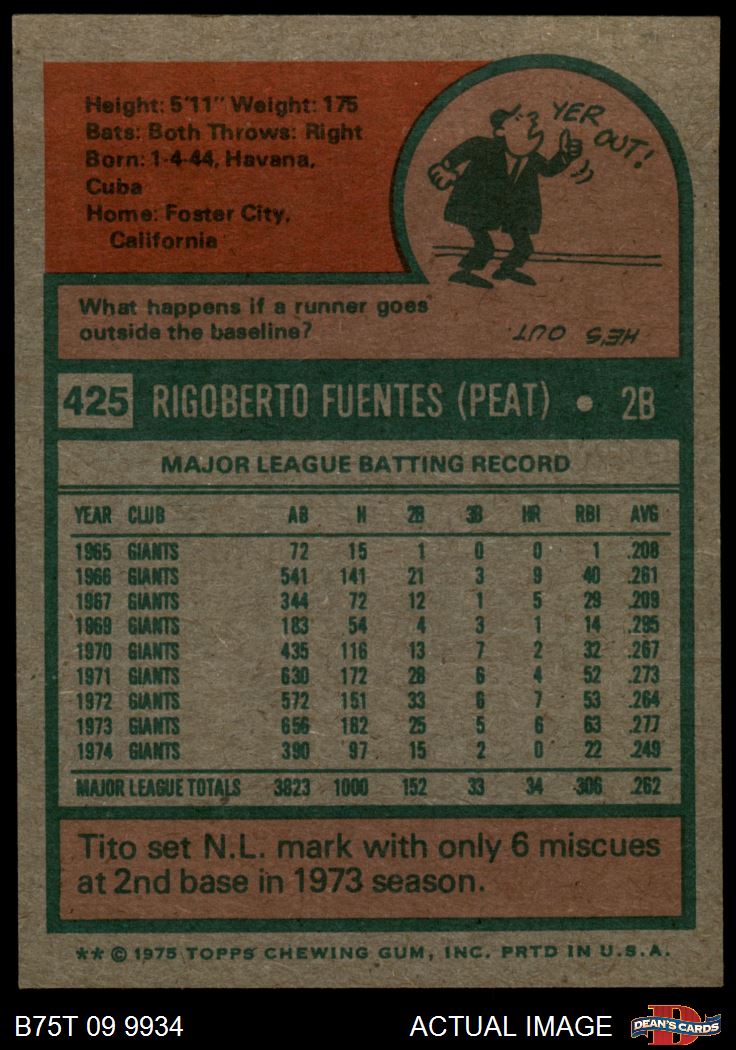 Height: 5'11" Weight: 175
Bats: Both Throws: Right
Born: 1-4-44, Havana,
Cuba
Home: Foster City,
California
YER
OUT!
What happens if a runner goes
outside the baseline?
HE'S OUT.
425 RIGOBERTO FUENTES (PEAT) • 2B
MAJOR LEAGUE BATTING RECORD
YEAR CLUB AB H 2B 3B HR RBI AVG
1965 GIANTS 72 15 1 0 0 1 .208
1966 GIANTS 541 141 21 3 9 40 .261
1967 GIANTS 344 72 12 1 5 29 .209
1969 GIANTS 183 54 4 3 1 14 .295
1970 GIANTS 435 116 13 7 2 32 .267
1971 GIANTS 630 172 28 6 4 52 .273
1972 GIANTS 572 151 33 6 7 53 .264
1973 GIANTS 656 182 25 5 6 63 .277
1974 GIANTS 390 97 15 2 0 22 .249
MAJOR LEAGUE TOTALS 3823 1000 152 33 34 306 .262
Tito set N.L. mark with only 6 miscues
at 2nd base in 1973 season.
** © 1975 TOPPS CHEWING GUM, INC. PRTD IN U.S.A.
B75T 09 9934 ACTUAL IMAGE DEAN'S CARDS